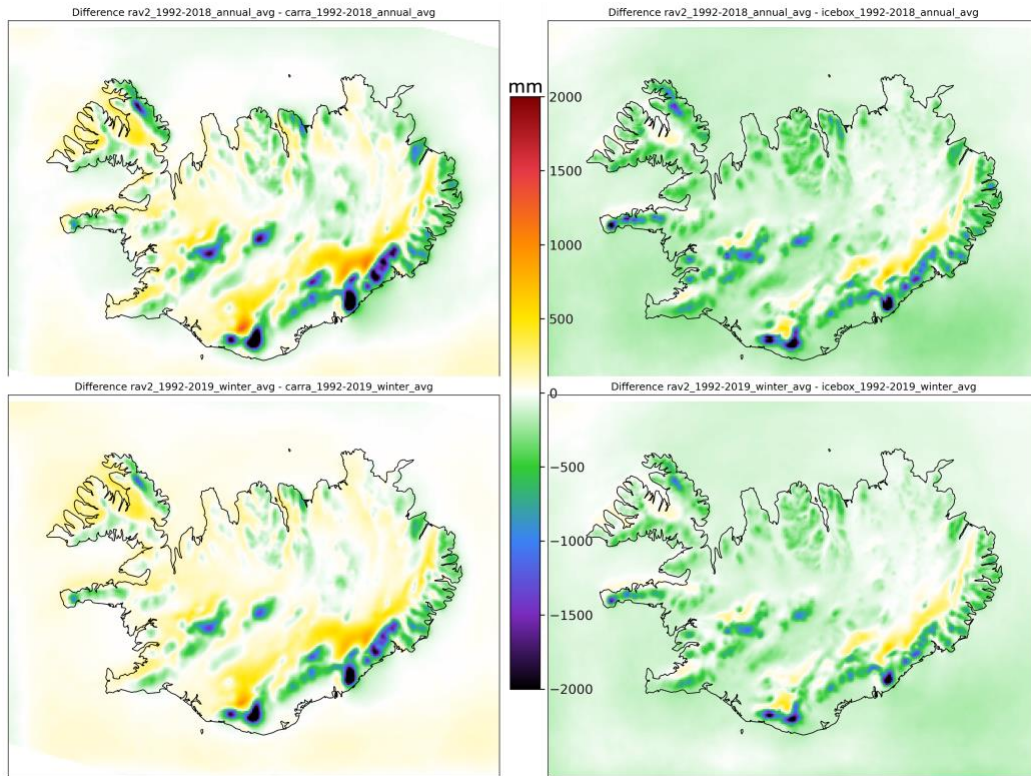 Difference rav2_1992-2018_annual_avg - carra_1992-2018_annual_avg
Difference rav2_1992-2018_annual_avg - icebox_1992-2018_annual_avg
mm
2000
1500
1000
500
0
−500
−1000
−1500
−2000
Difference rav2_1992-2019_winter_avg - carra_1992-2019_winter_avg
Difference rav2_1992-2019_winter_avg - icebox_1992-2019_winter_avg